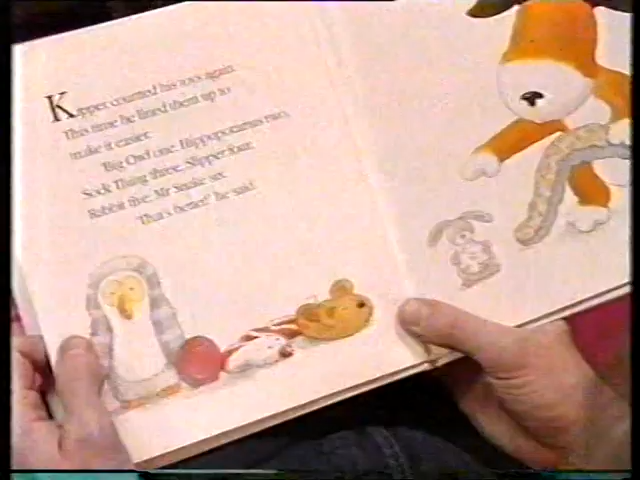 Kipper counted his toys again.
This time he lined them up to
make it easier.
'Big Owl one, Hippopotamus two,
Sock Thing three, Slipper four,
Rabbit five, Mr Snake six.
That's better!' he said.